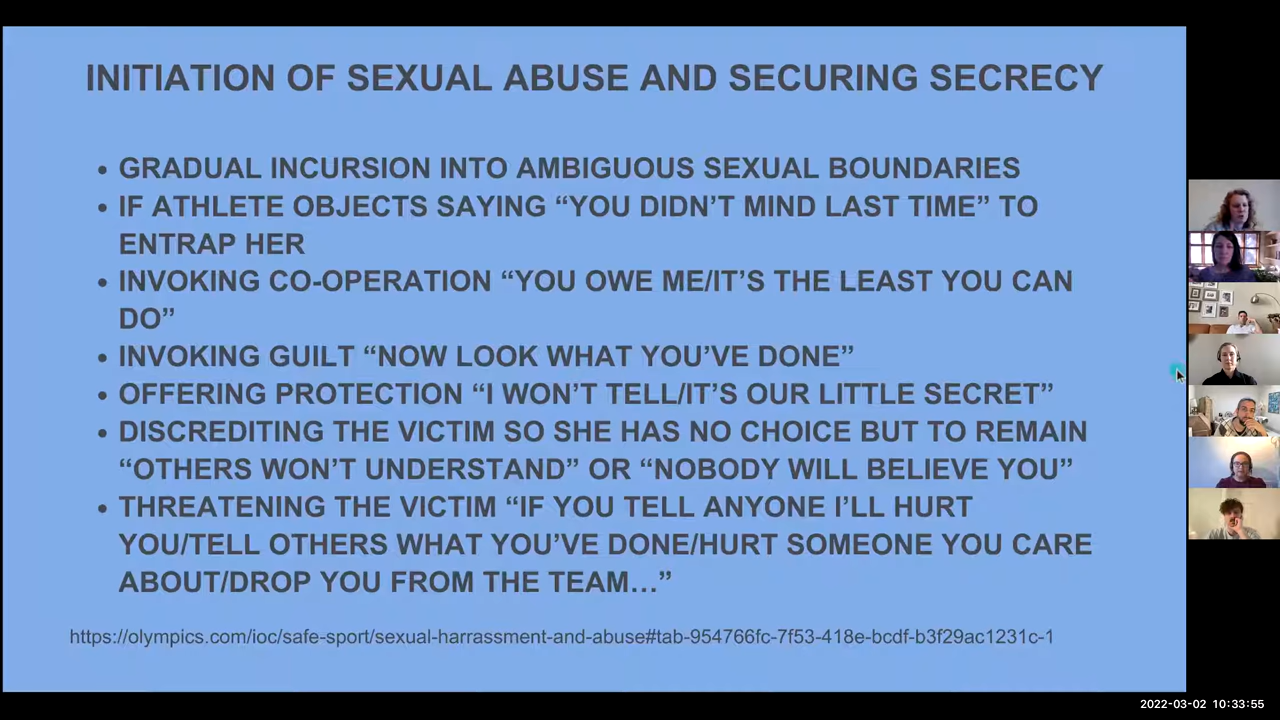 INITIATION OF SEXUAL ABUSE AND SECURING SECRECY
• GRADUAL INCURSION INTO AMBIGUOUS SEXUAL BOUNDARIES
• IF ATHLETE OBJECTS SAYING “YOU DIDN’T MIND LAST TIME” TO
ENTRAP HER
• INVOKING CO-OPERATION “YOU OWE ME/IT’S THE LEAST YOU CAN
DO”
• INVOKING GUILT “NOW LOOK WHAT YOU’VE DONE”
• OFFERING PROTECTION “I WON’T TELL/IT’S OUR LITTLE SECRET”
• DISCREDITING THE VICTIM SO SHE HAS NO CHOICE BUT TO REMAIN
“OTHERS WON’T UNDERSTAND” OR “NOBODY WILL BELIEVE YOU”
• THREATENING THE VICTIM “IF YOU TELL ANYONE I’LL HURT
YOU/TELL OTHERS WHAT YOU’VE DONE/HURT SOMEONE YOU CARE
ABOUT/DROP YOU FROM THE TEAM…”
https://olympics.com/ioc/safe-sport/sexual-harrassment-and-abuse#tab-954766fc-7f53-418e-bcdf-b3f29ac1231c-1
2022-03-02 10:33:55